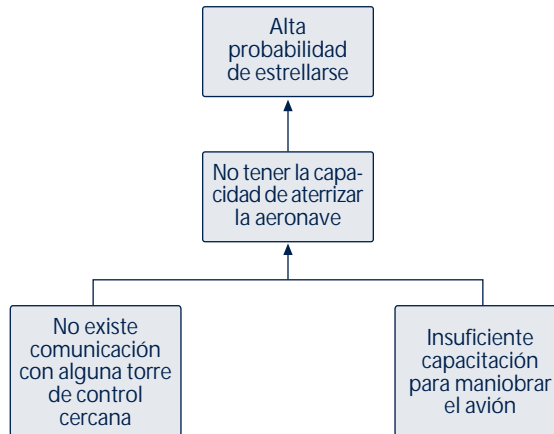 Alta
probabilidad
de estrellarse
No tener la capa-
cidad de aterrizar
la aeronave
No existe
comunicación
con alguna torre
de control
cercana
Insuficiente
capacitación
para maniobrar
el avión